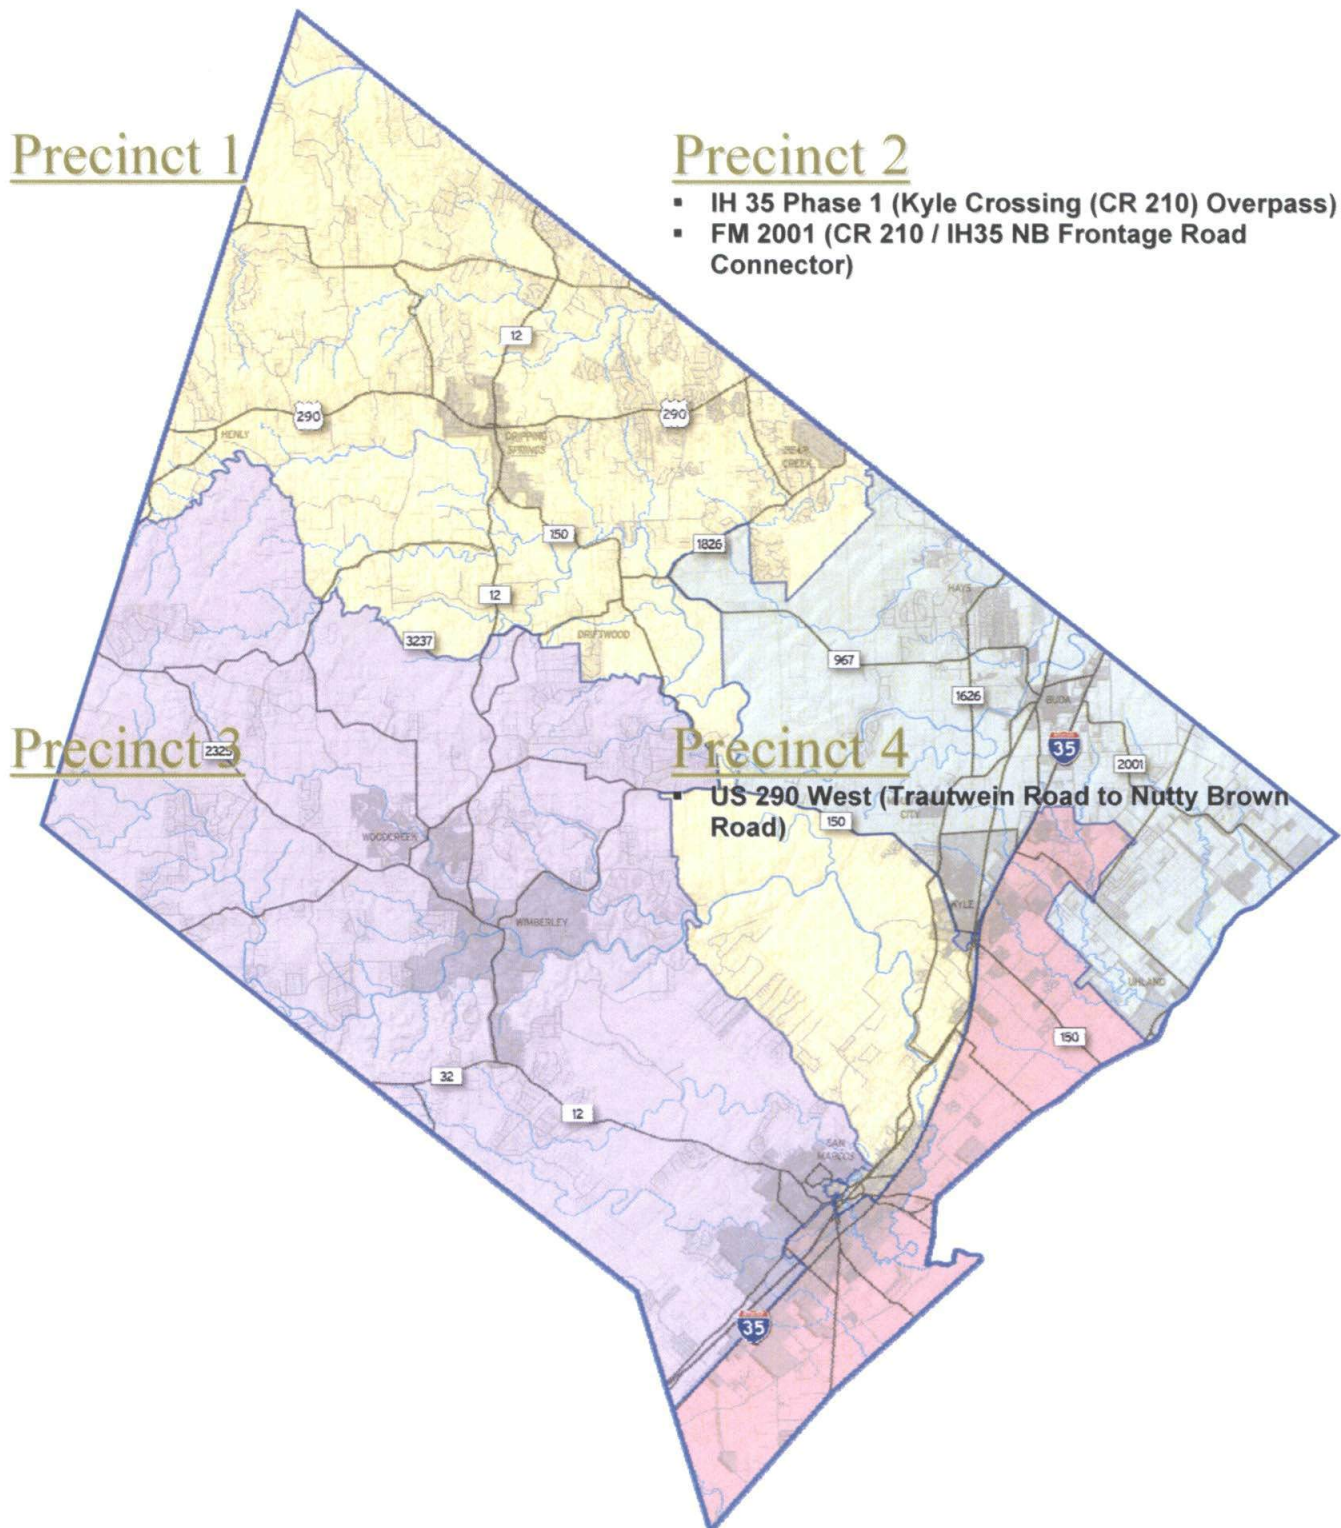 Precinct 1
Precinct 2
▪ IH 35 Phase 1 (Kyle Crossing (CR 210) Overpass)
▪ FM 2001 (CR 210 / IH35 NB Frontage Road
Connector)
12
290
290
HENLY
DRIPPING
SPRINGS
BEAR
CREEK
150
1826
HAYS
12
3237
DRIFTWOOD
967
1626
BUDA
Precinct 3
2325
Precinct 4
35
2001
▪ US 290 West (Trautwein Road to Nutty Brown
Road)
CITY
150
WOODCREEK
KYLE
WIMBERLEY
UHLAND
150
32
12
SAN
MARCOS
35